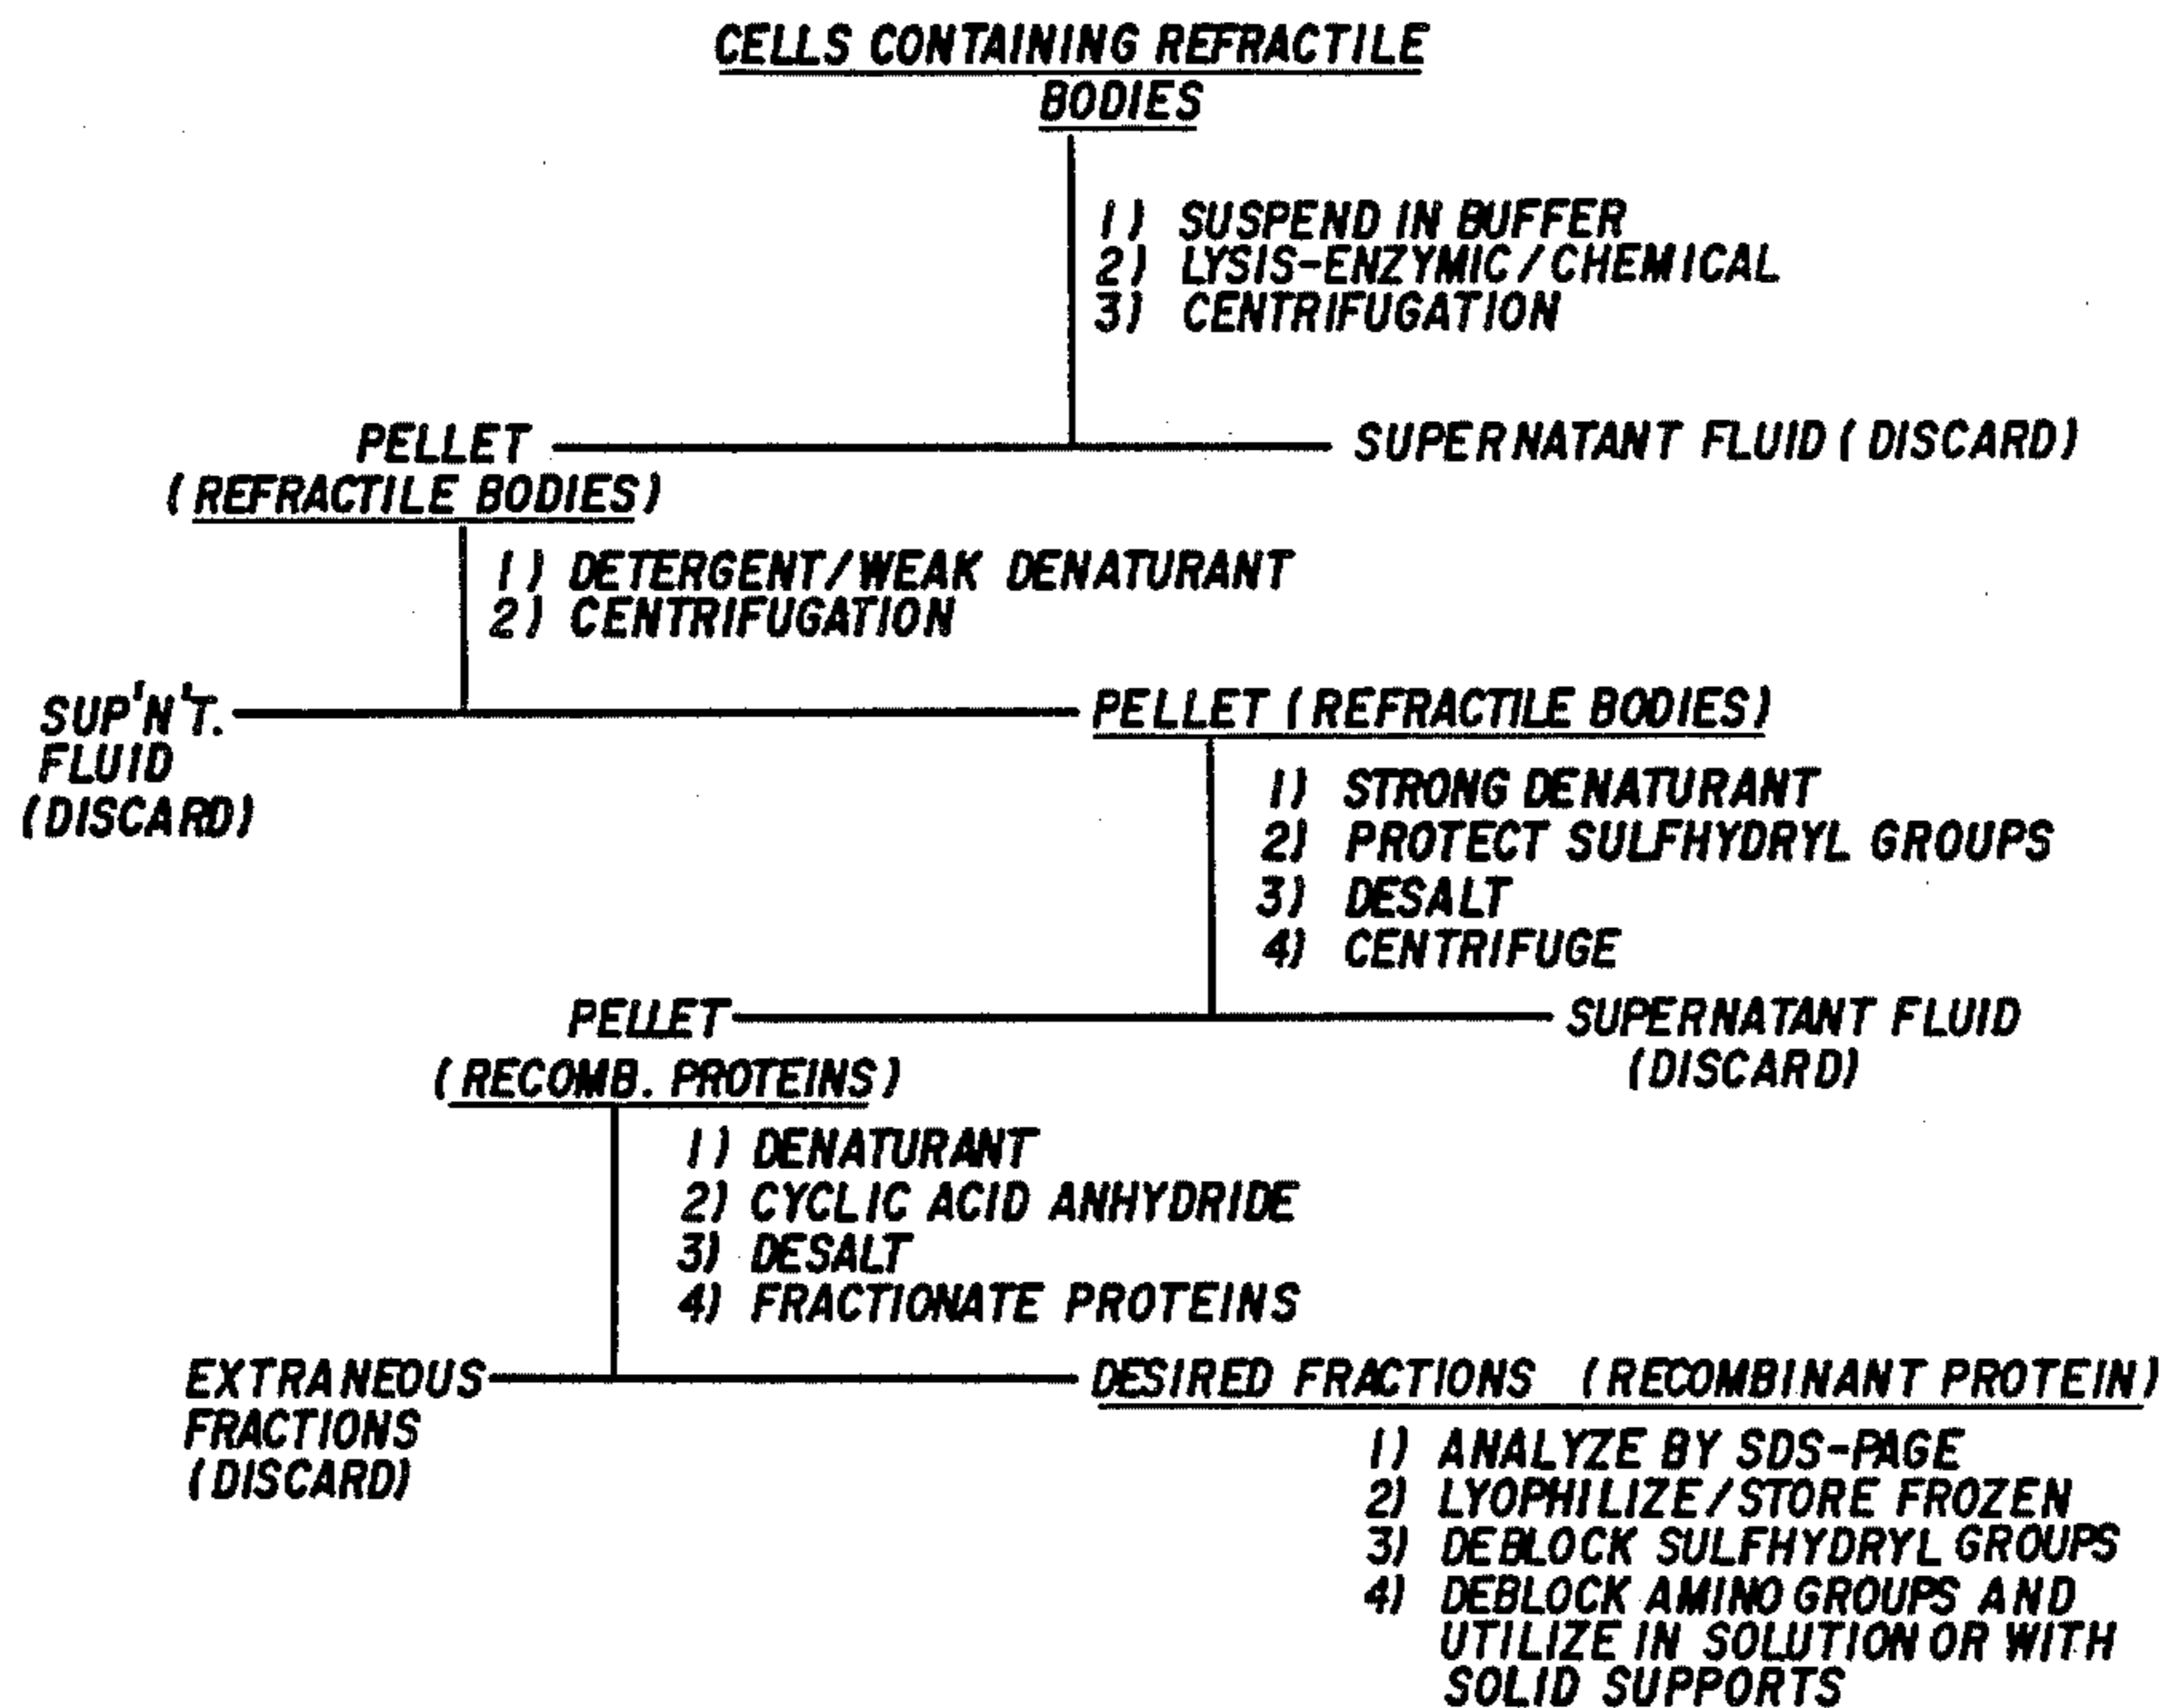 CELLS CONTAINING REFRACTILE
BODIES
1) SUSPEND IN BUFFER
2) LYSIS-ENZYMIC/CHEMICAL
3) CENTRIFUGATION
PELLET
(REFRACTILE BODIES)
SUPERNATANT FLUID (DISCARD)
1) DETERGENT/WEAK DENATURANT
2) CENTRIFUGATION
SUP'N'T.
FLUID
(DISCARD)
PELLET (REFRACTILE BODIES)
1) STRONG DENATURANT
2) PROTECT SULFHYDRYL GROUPS
3) DESALT
4) CENTRIFUGE
PELLET
(RECOMB. PROTEINS)
SUPERNATANT FLUID
(DISCARD)
1) DENATURANT
2) CYCLIC ACID ANHYDRIDE
3) DESALT
4) FRACTIONATE PROTEINS
EXTRANEOUS
FRACTIONS
(DISCARD)
DESIRED FRACTIONS (RECOMBINANT PROTEIN)
1) ANALYZE BY SDS-PAGE
2) LYOPHILIZE/STORE FROZEN
3) DEBLOCK SULFHYDRYL GROUPS
4) DEBLOCK AMINO GROUPS AND
UTILIZE IN SOLUTION OR WITH
SOLID SUPPORTS